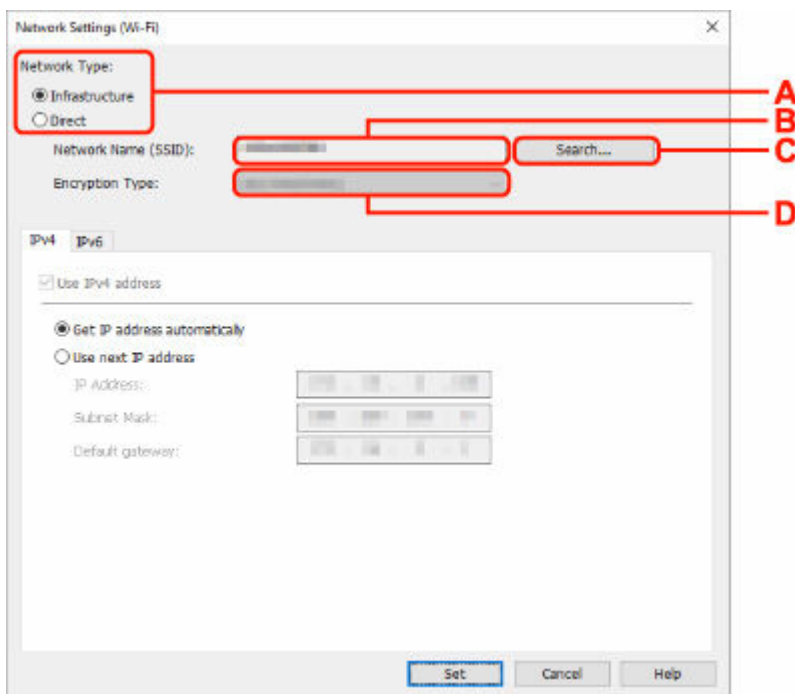 Network Settings (Wi-Fi)
Network Type:
Infrastructure
Direct
A
B
Network Name (SSID):
Search...
C
Encryption Type:
D
IPv4 IPv6
Use IPv4 address
Get IP address automatically
Use next IP address
IP Address:
Subnet Mask:
Default gateway:
Set Cancel Help